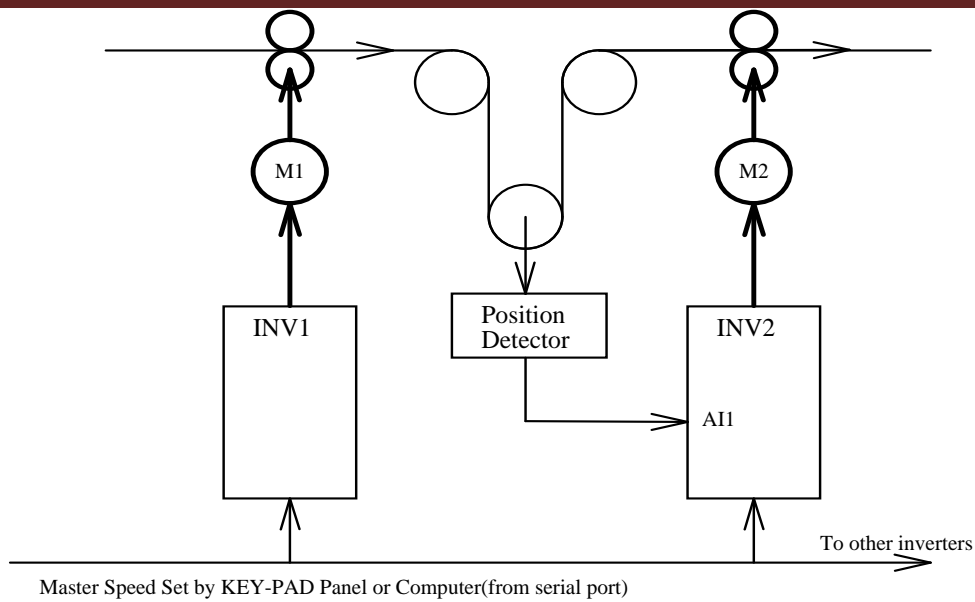 M1
M2
INV1
Position
Detector
INV2
AI1
To other inverters
Master Speed Set by KEY-PAD Panel or Computer(from serial port)